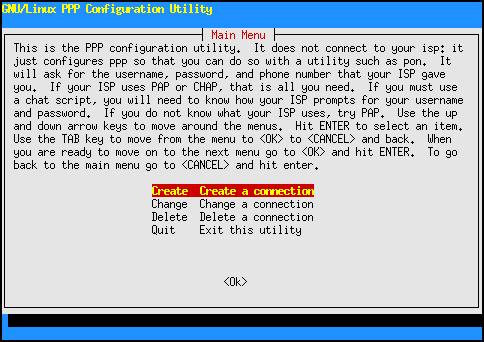 GNU/Linux PPP Configuration Utility
Main Menu
This is the PPP configuration utility.  It does not connect to your isp: it
just configures ppp so that you can do so with a utility such as pon.  It
will ask for the username, password, and phone number that your ISP gave
you.  If your ISP uses PAP or CHAP, that is all you need.  If you must use
a chat script, you will need to know how your ISP prompts for your username
and password.  If you do not know what your ISP uses, try PAP.  Use the up
and down arrow keys to move around the menus.  Hit ENTER to select an item.
Use the TAB key to move from the menu to <OK> to <CANCEL> and back.  When
you are ready to move on to the next menu go to <OK> and hit ENTER.  To go
back to the main menu go to <CANCEL> and hit enter.
Create  Create a connection
Change  Change a connection
Delete  Delete a connection
Quit    Exit this utility
<Ok>